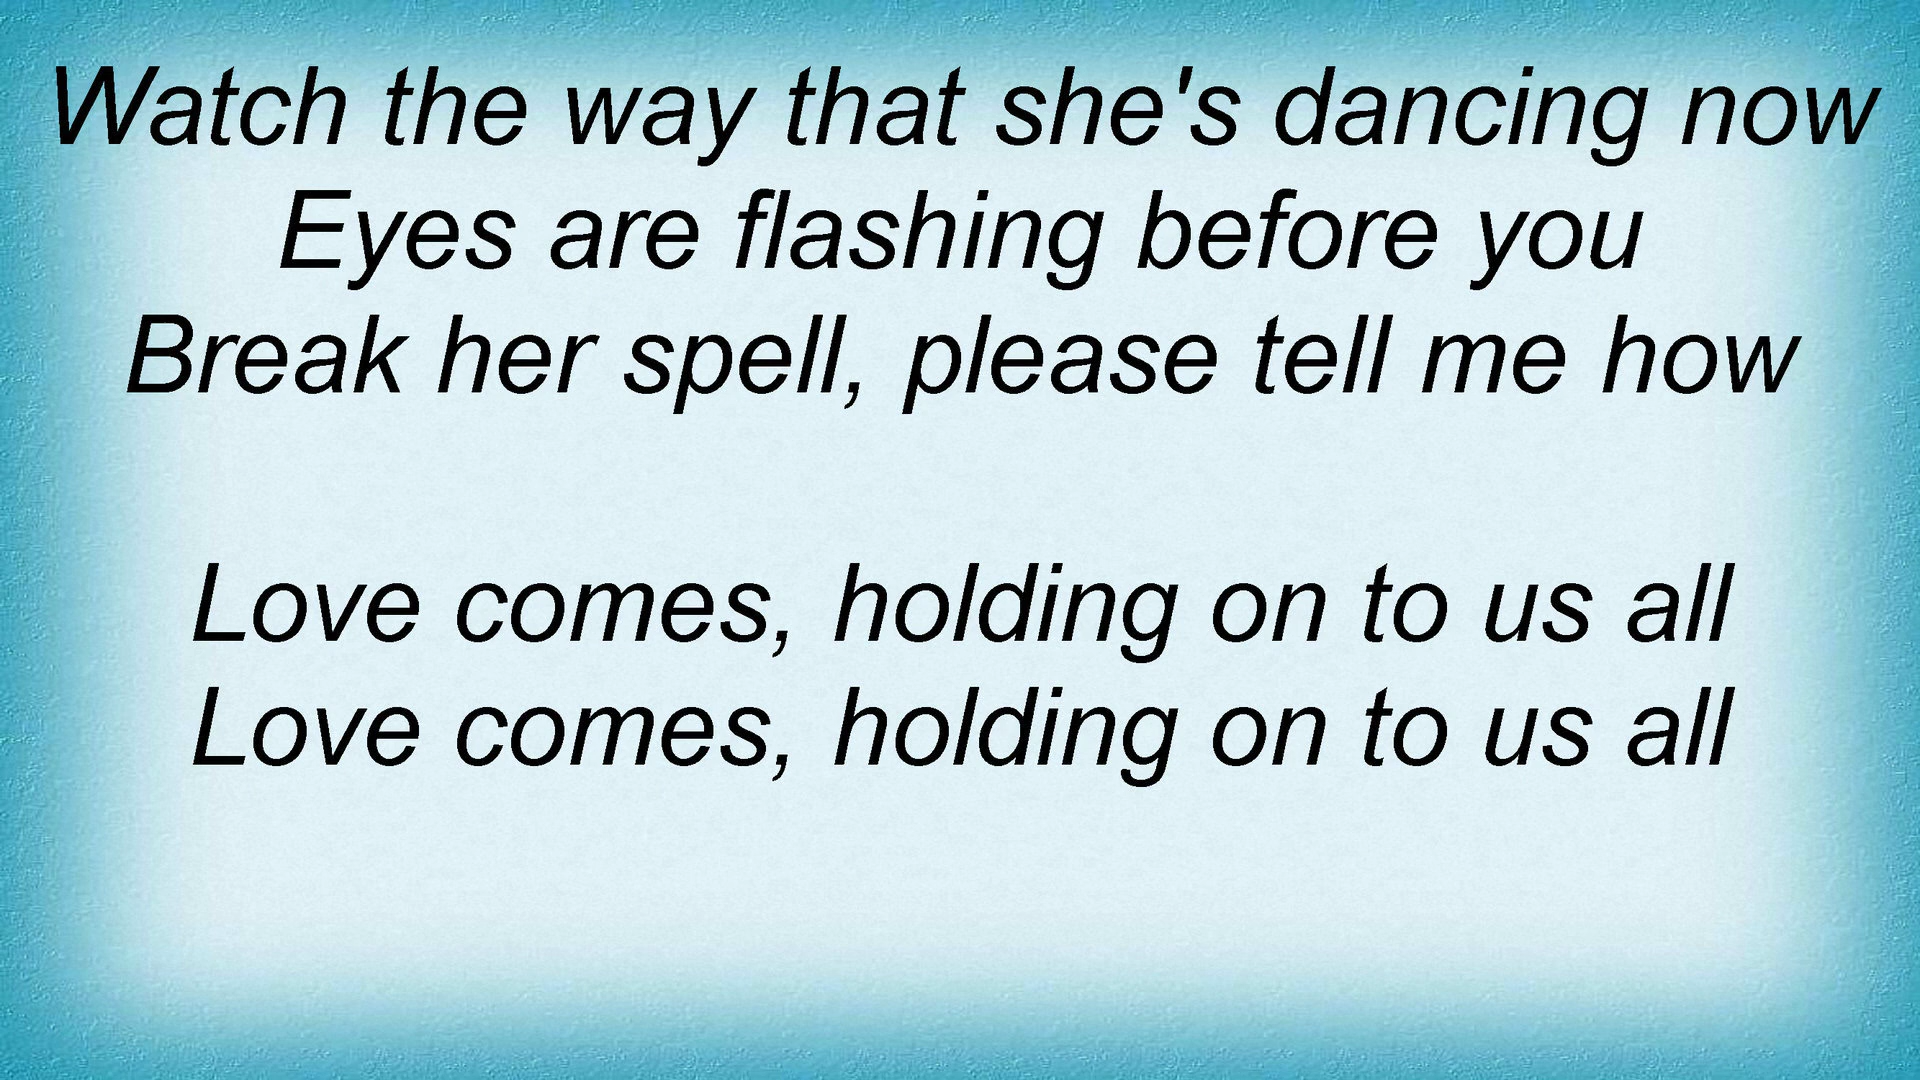 Watch the way that she's dancing now
Eyes are flashing before you
Break her spell, please tell me how
Love comes, holding on to us all
Love comes, holding on to us all